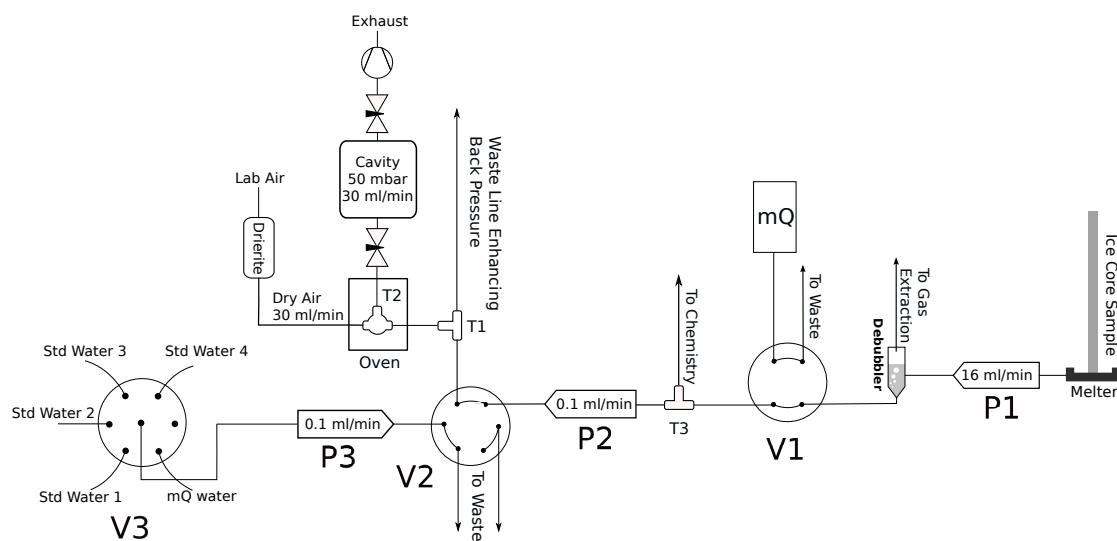 Exhaust
Cavity
50 mbar
30 ml/min
Waste Line Enhancing
Back Pressure
Lab Air
Drierite
Dry Air
30 ml/min
T2
T1
Oven
mQ
To Waste
To Gas
Extraction
Ice Core Sample
To Chemistry
Debubbler
16 ml/min
P1
Melter
Std Water 3
Std Water 4
Std Water 2
Std Water 1
mQ water
V3
0.1 ml/min
P3
V2
To Waste
0.1 ml/min
P2
T3
V1